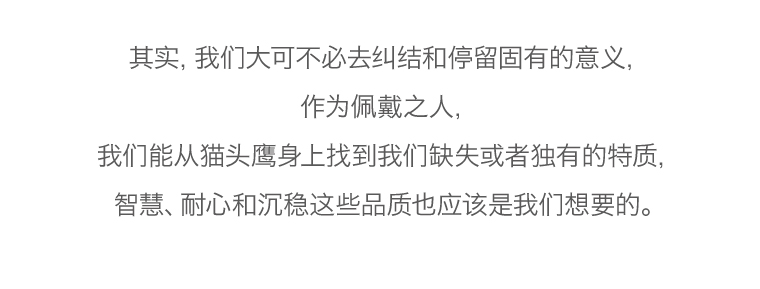 其实, 我们大可不必去纠结和停留固有的意义,
作为佩戴之人,
我们能从猫头鹰身上找到我们缺失或者独有的特质,
智慧、耐心和沉稳这些品质也应该是我们想要的。